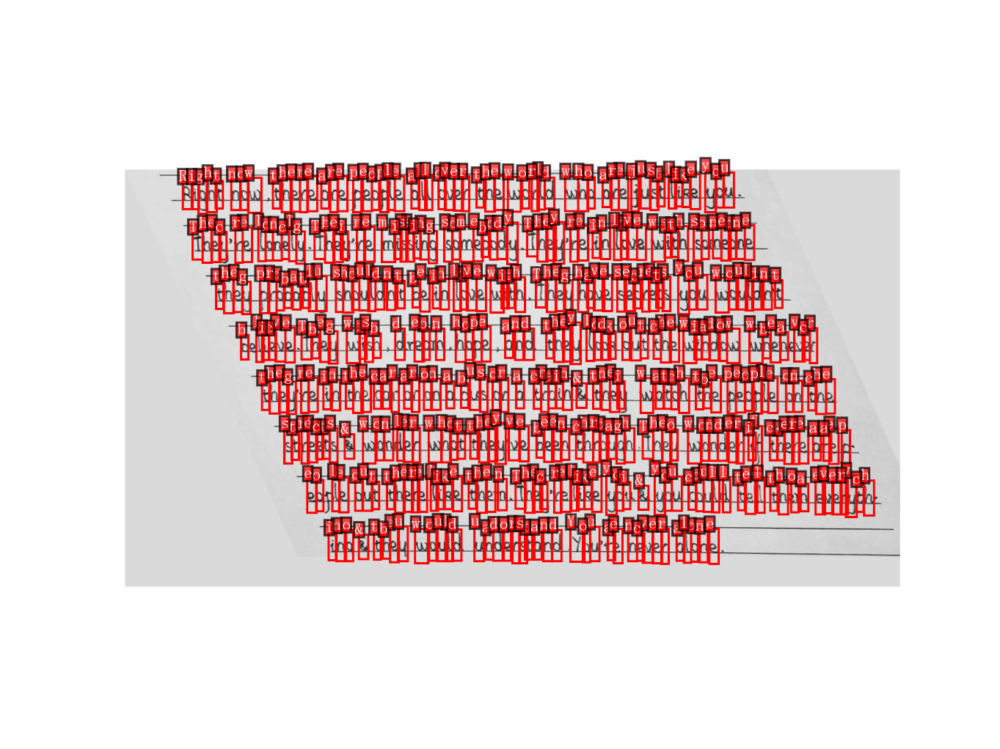 Right now, there are people all over the world who are just like you.
They're lonely. They're missing somebody. They're in love with someone
they probably shouldn't be in love with. They have secrets you wouldn't
believe. They wish, dream, hope, and they look out the window whenever
they're in the car or on a bus or a train & they watch the people on the
streets & wonder what they've been through. They wonder if there are p-
eople out there like them. They're like you & you could tell them everyth-
ing & they would understand. You're never alone.